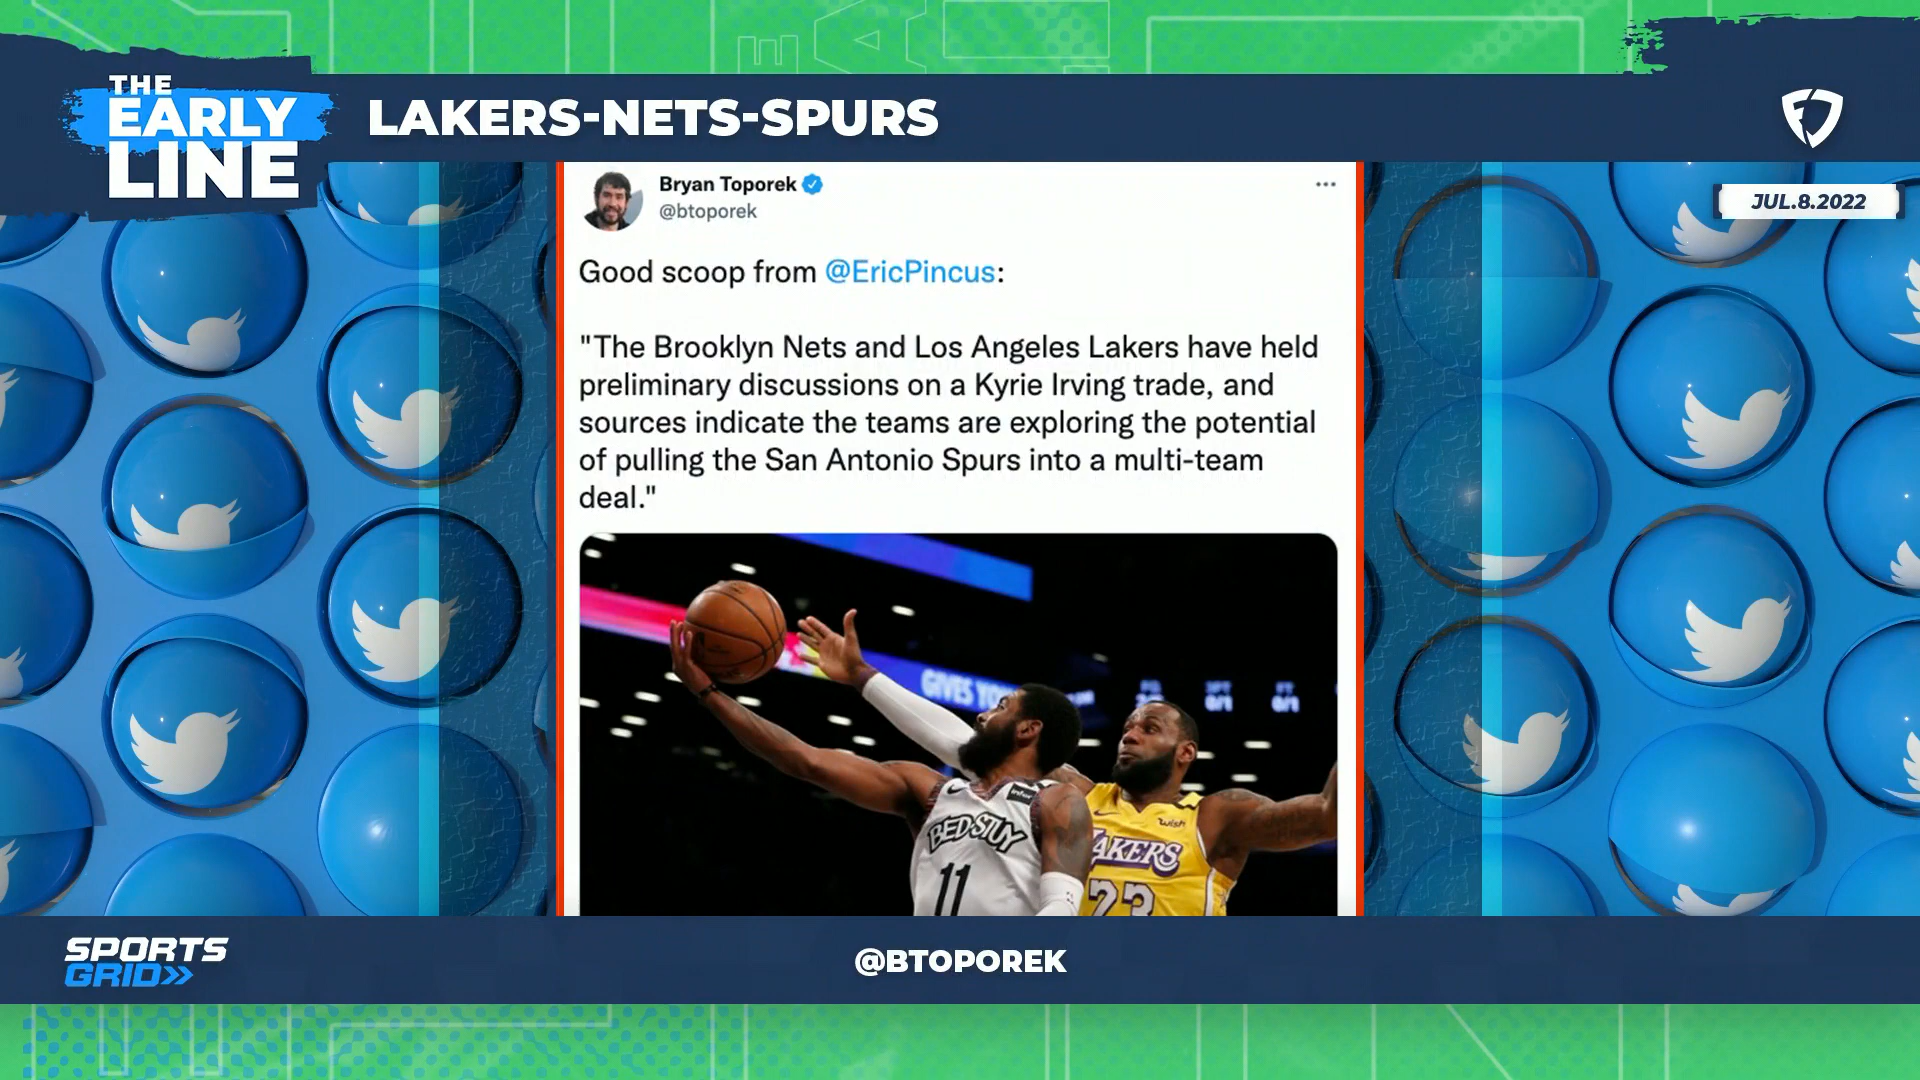 THE
EARLY
LINE
LAKERS-NETS-SPURS
JUL.8.2022
Bryan Toporek
@btoporek
Good scoop from @EricPincus:
"The Brooklyn Nets and Los Angeles Lakers have held
preliminary discussions on a Kyrie Irving trade, and
sources indicate the teams are exploring the potential
of pulling the San Antonio Spurs into a multi-team
deal."
GIVES YO
BED-STUY
11
wish
LAKERS
23
SPORTS
GRID
@BTOPOREK